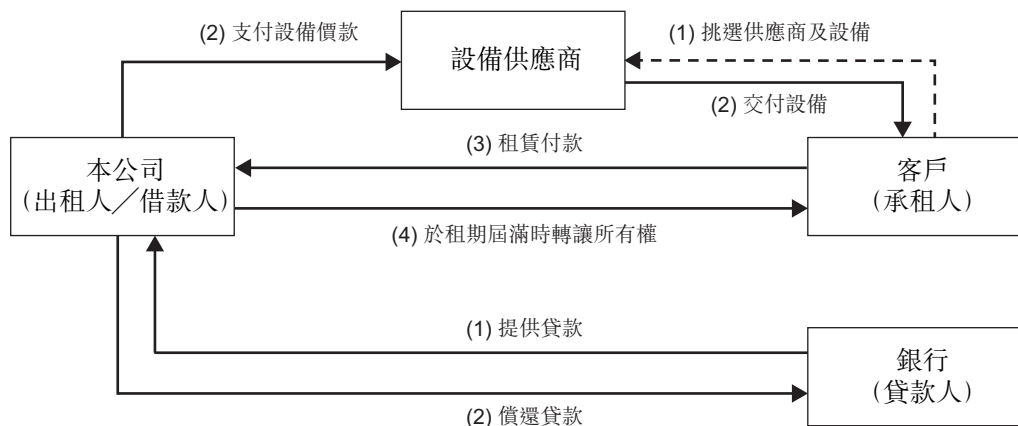 (2) 支付設備價款
設備供應商
(1) 挑選供應商及設備
(2) 交付設備
本公司
(出租人／借款人)
(3) 租賃付款
(4) 於租期屆滿時轉讓所有權
客戶
(承租人)
(1) 提供貸款
(2) 償還貸款
銀行
(貸款人)